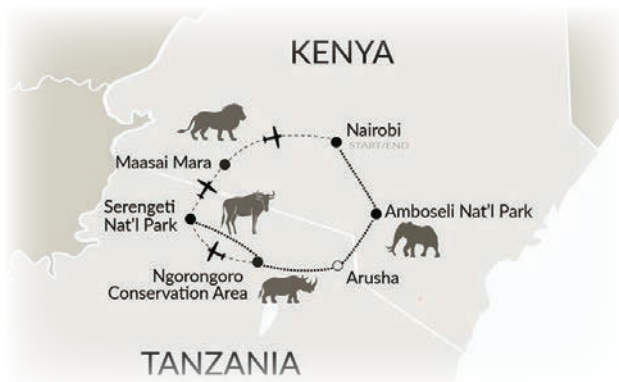 KENYA
Nairobi
START/END
Maasai Mara
Serengeti
Nat'l Park
Amboseli Nat'l Park
Ngorongoro
Conservation Area
Arusha
TANZANIA